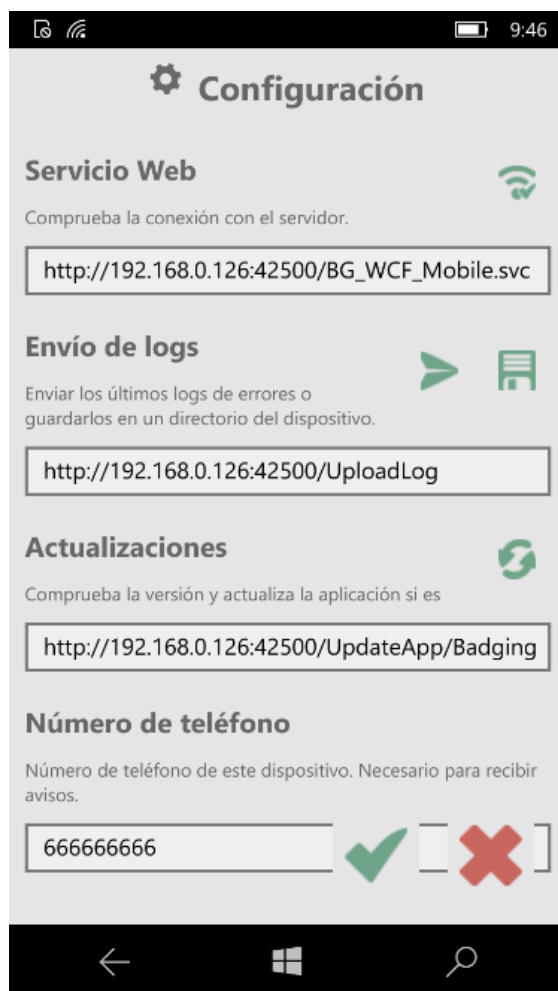 9:46
Configuración
Servicio Web
Comprueba la conexión con el servidor.
http://192.168.0.126:42500/BG_WCF_Mobile.svc
Envío de logs
Enviar los últimos logs de errores o
guardarlos en un directorio del dispositivo.
http://192.168.0.126:42500/UploadLog
Actualizaciones
Comprueba la versión y actualiza la aplicación si es
http://192.168.0.126:42500/UpdateApp/Badging
Número de teléfono
Número de teléfono de este dispositivo. Necesario para recibir
avisos.
666666666